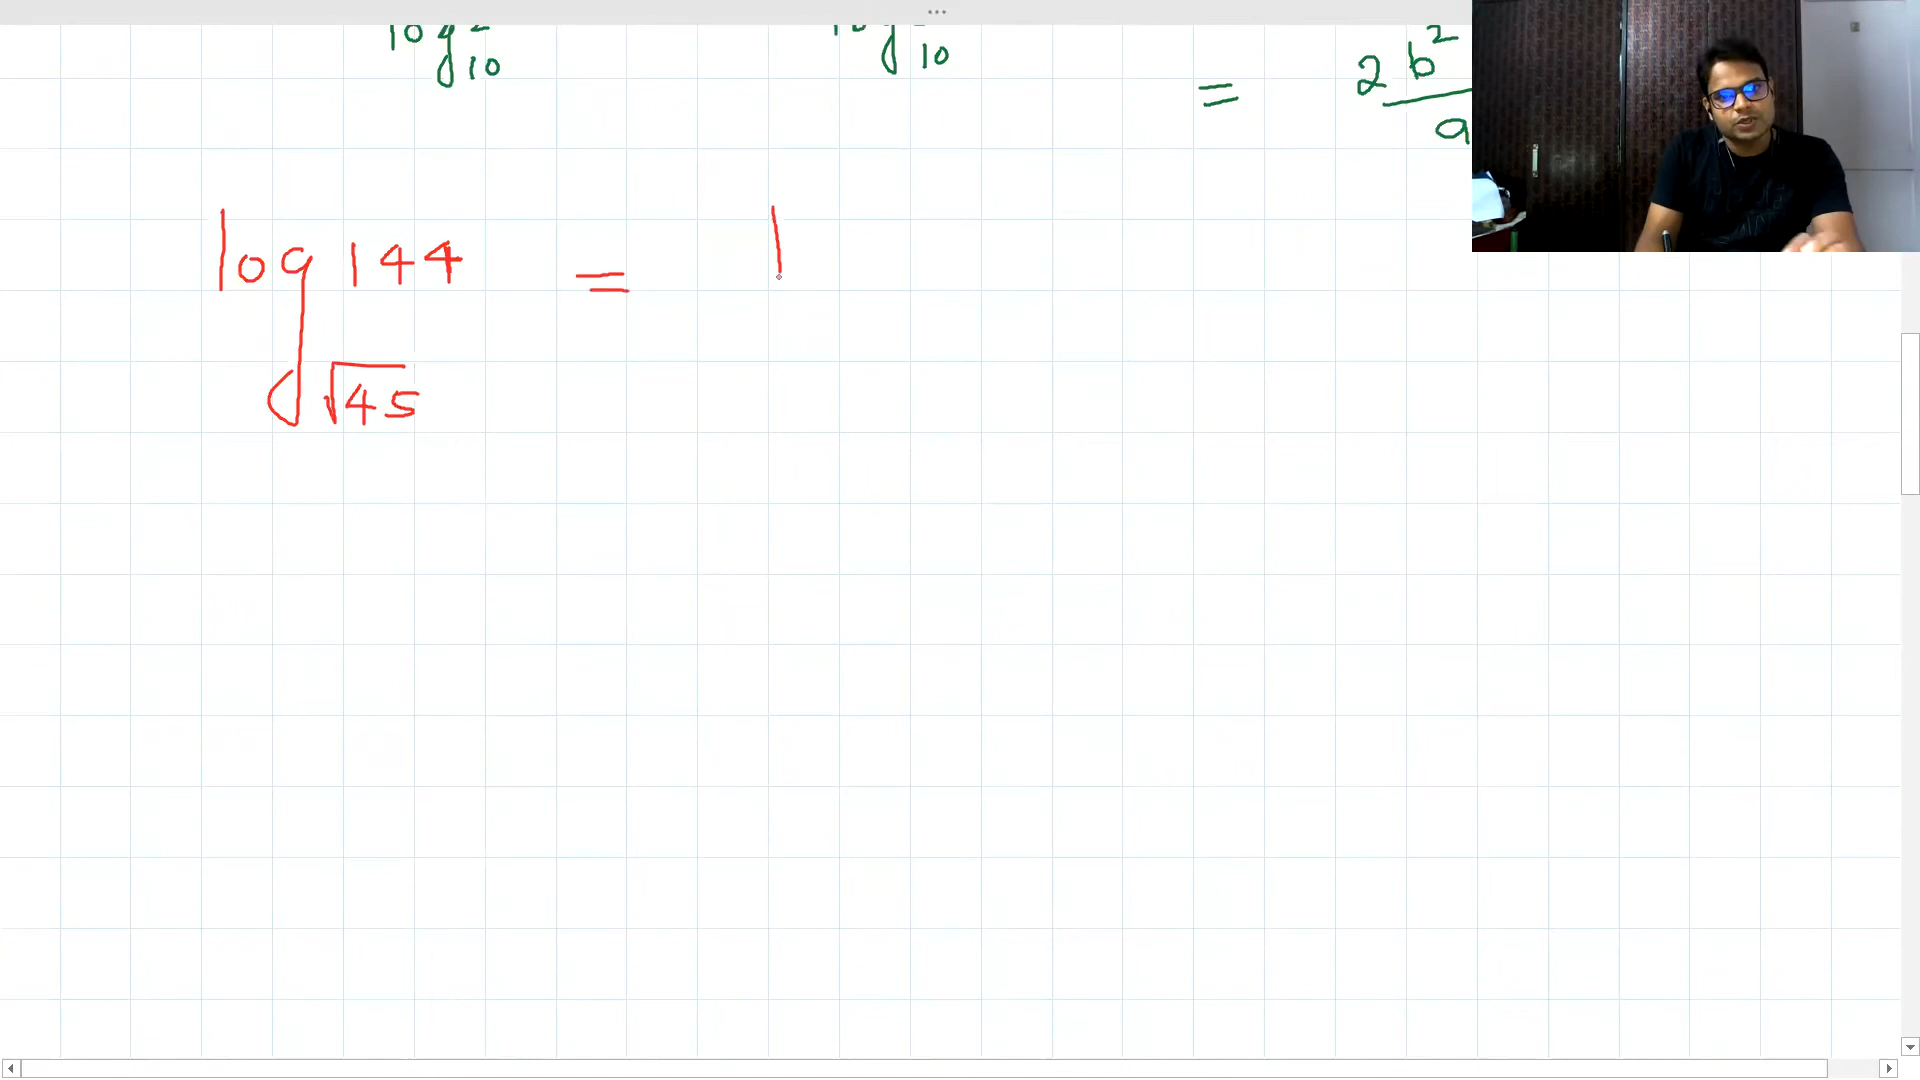 log 10 log 10
= 2b² / a
log 144 = l
√45